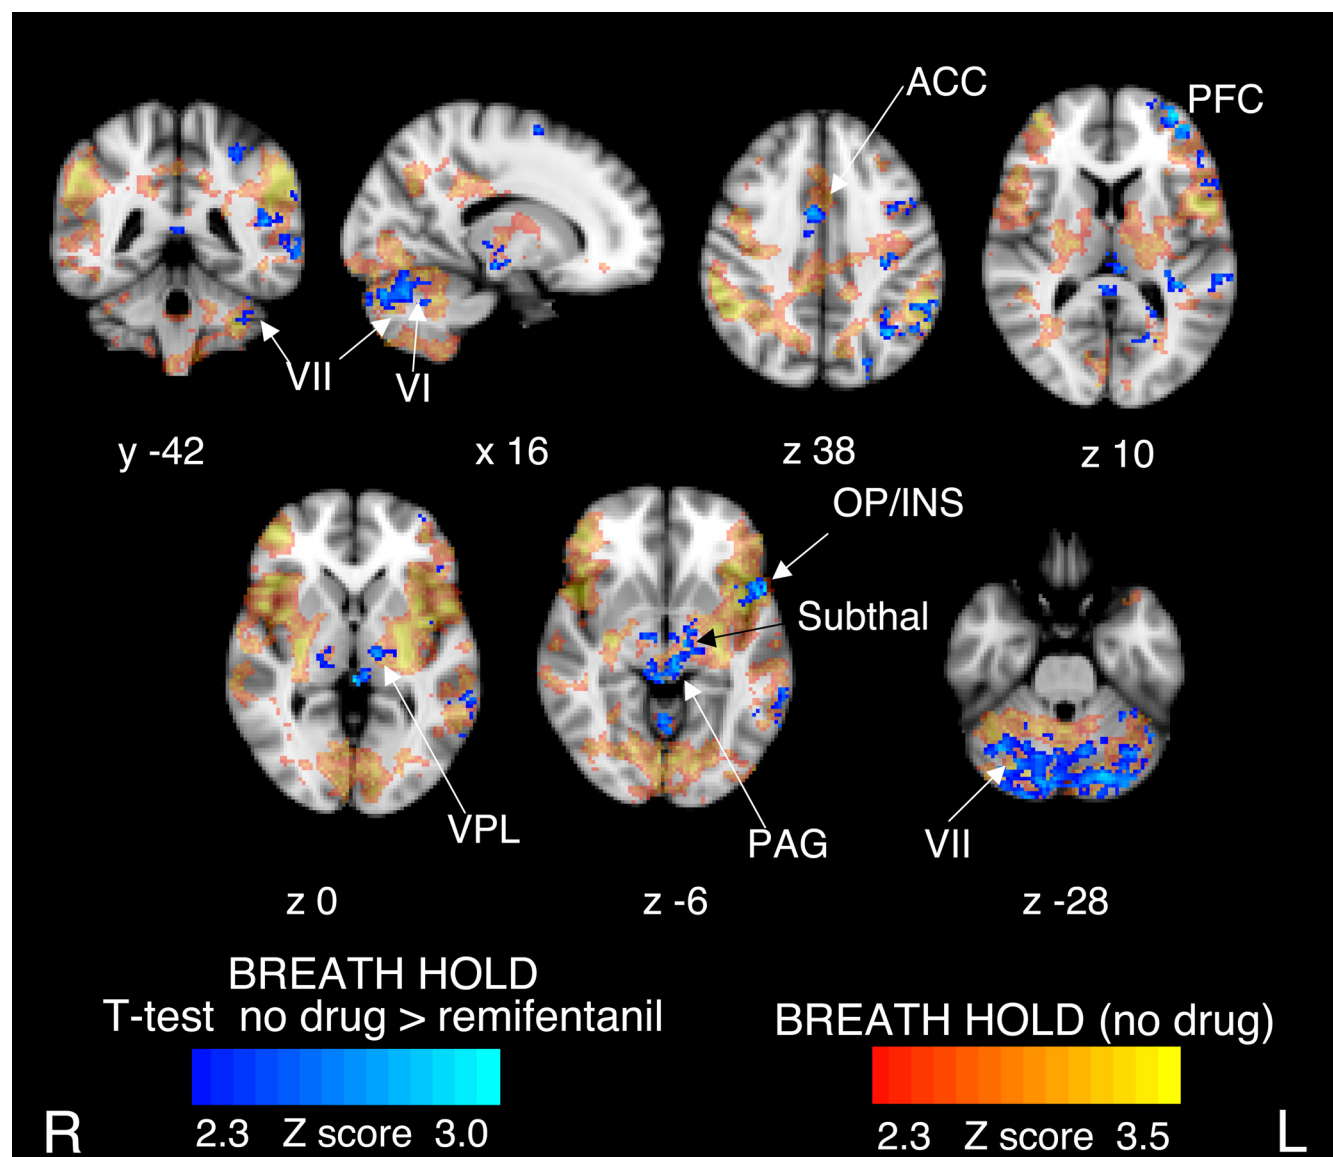 ACC
PFC
VII
VI
y -42
x 16
z 38
z 10
OP/INS
Subthal
VPL
PAG
VII
z 0
z -6
z -28
BREATH HOLD
T-test no drug > remifentanil
BREATH HOLD (no drug)
2.3 Z score 3.0
2.3 Z score 3.5
R
L